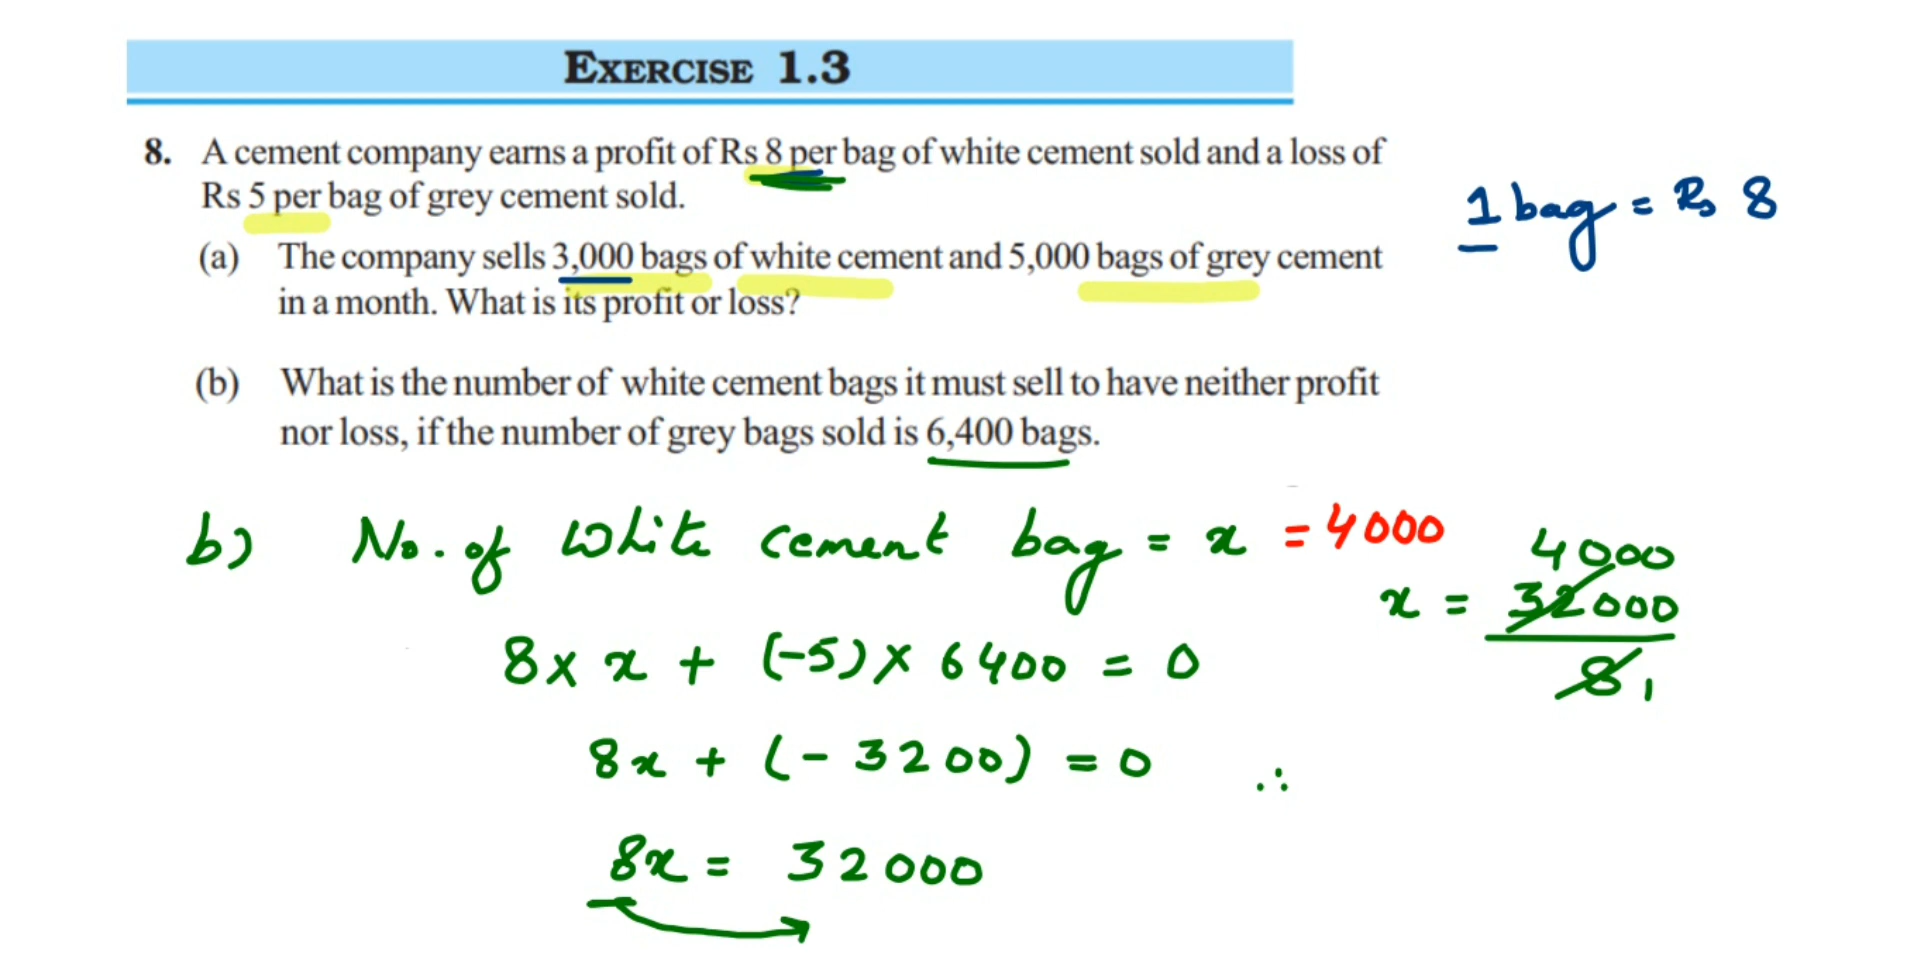 EXERCISE 1.3
8. A cement company earns a profit of Rs 8 per bag of white cement sold and a loss of
Rs 5 per bag of grey cement sold.
1 bag = Rs 8
(a) The company sells 3,000 bags of white cement and 5,000 bags of grey cement
in a month. What is its profit or loss?
(b) What is the number of white cement bags it must sell to have neither profit
nor loss, if the number of grey bags sold is 6,400 bags.
b) No. of white cement bag = x = 4000
4000
x = 32000
8 1
8 × x + (-5) × 6400 = 0
8x + (- 3200) = 0 ∴
8x = 32000